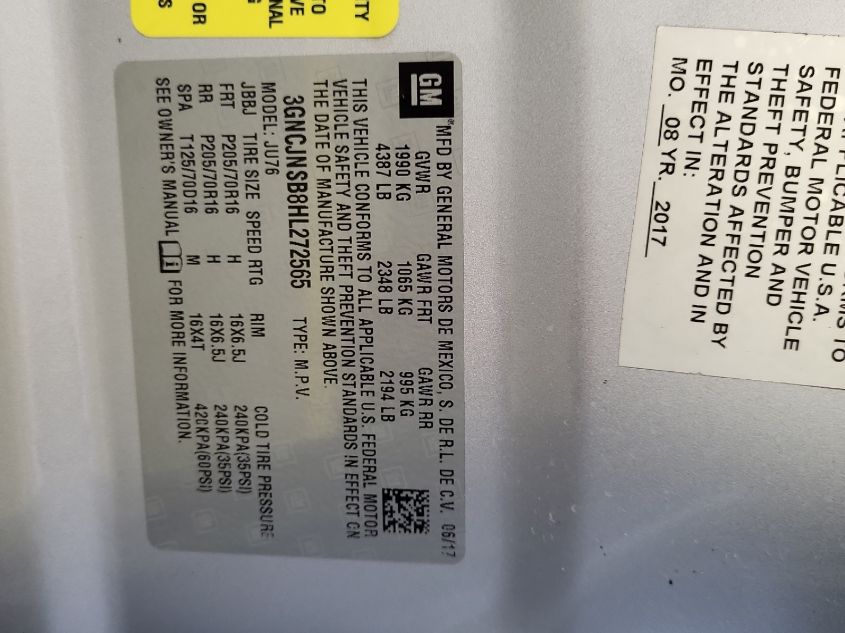 GM
®MFD BY GENERAL MOTORS DE MEXICO, S. DE R.L. DE C.V. 06/17
GVWR GAWR FRT GAWR RR
1990 KG 1065 KG 995 KG
4387 LB 2348 LB 2194 LB
THIS VEHICLE CONFORMS TO ALL APPLICABLE U.S. FEDERAL MOTOR
VEHICLE SAFETY AND THEFT PREVENTION STANDARDS IN EFFECT ON
THE DATE OF MANUFACTURE SHOWN ABOVE.
3GNCJNSB8HL272565 TYPE: M.P.V.
MODEL: JU76
JBBJ TIRE SIZE SPEED RTG RIM COLD TIRE PRESSURE
FRT P205/70R16 H 16X6.5J 240KPA(35PSI)
RR P205/70R16 H 16X6.5J 240KPA(35PSI)
SPA T125/70D16 M 16X4T 420KPA(60PSI)
SEE OWNER'S MANUAL FOR MORE INFORMATION.
FEDERAL MOTOR VEHICLE
SAFETY, BUMPER AND
THEFT PREVENTION
STANDARDS AFFECTED BY
THE ALTERATION AND IN
EFFECT IN:
MO. 08 YR. 2017
TO
OR